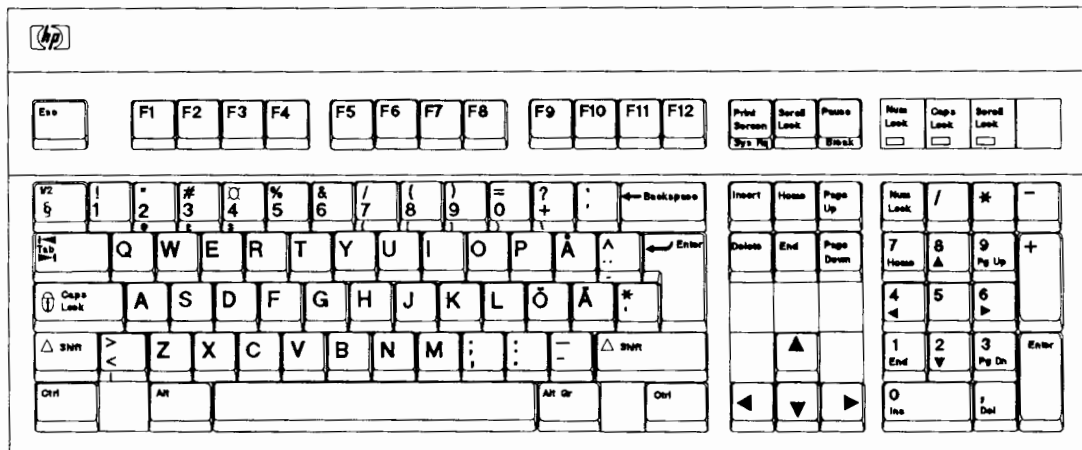 hp
Esc F1 F2 F3 F4 F5 F6 F7 F8 F9 F10 F11 F12 Print Screen Sys Rq Scroll Lock Pause Break Num Lock Caps Lock Scroll Lock
1/2 § ! 1 " 2 @ # 3 £ ¤ 4 $ % 5 & 6 / 7 { ( 8 [ ) 9 ] = 0 } ? + \ Backspace Insert Home Page Up Num Lock / * -
Tab Q W E R T Y U I O P Å ^ ¨ ~ Enter Delete End Page Down 7 Home 8 9 Pg Up +
Caps Lock A S D F G H J K L Õ Ã * ' 4 5 6
Shift > < | Z X C V B N M ; , : . _ - Shift 1 End 2 3 Pg Dn Enter
Ctrl Alt Alt Gr Ctrl 0 Ins , Del